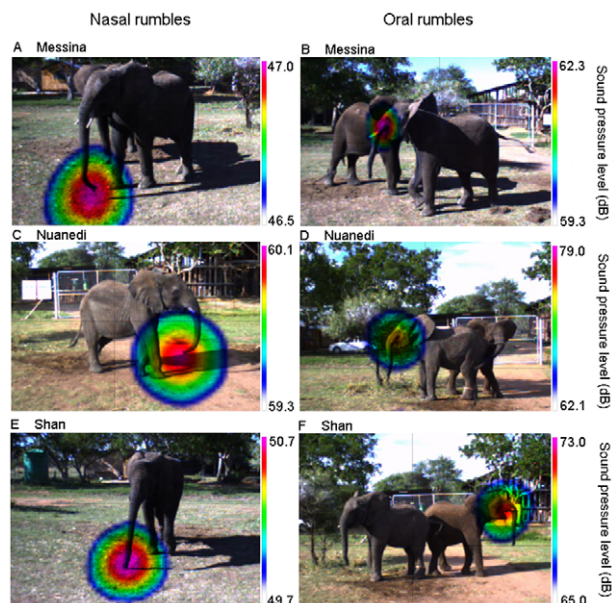 Nasal rumbles
Oral rumbles
A Messina
47.0
46.5
B Messina
62.3
59.3
Sound pressure level (dB)
C Nuanedi
60.1
59.3
D Nuanedi
79.0
62.1
Sound pressure level (dB)
E Shan
50.7
49.7
F Shan
73.0
65.0
Sound pressure level (dB)